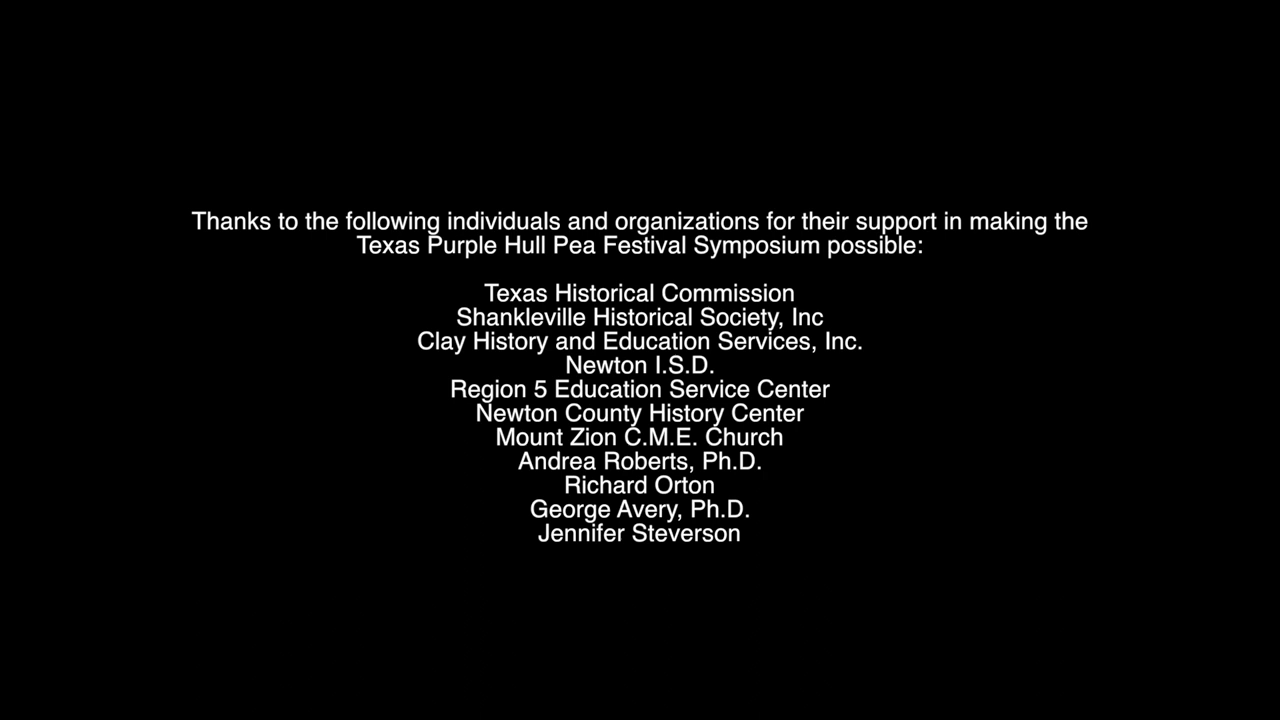 Thanks to the following individuals and organizations for their support in making the
Texas Purple Hull Pea Festival Symposium possible:
Texas Historical Commission
Shankleville Historical Society, Inc
Clay History and Education Services, Inc.
Newton I.S.D.
Region 5 Education Service Center
Newton County History Center
Mount Zion C.M.E. Church
Andrea Roberts, Ph.D.
Richard Orton
George Avery, Ph.D.
Jennifer Steverson